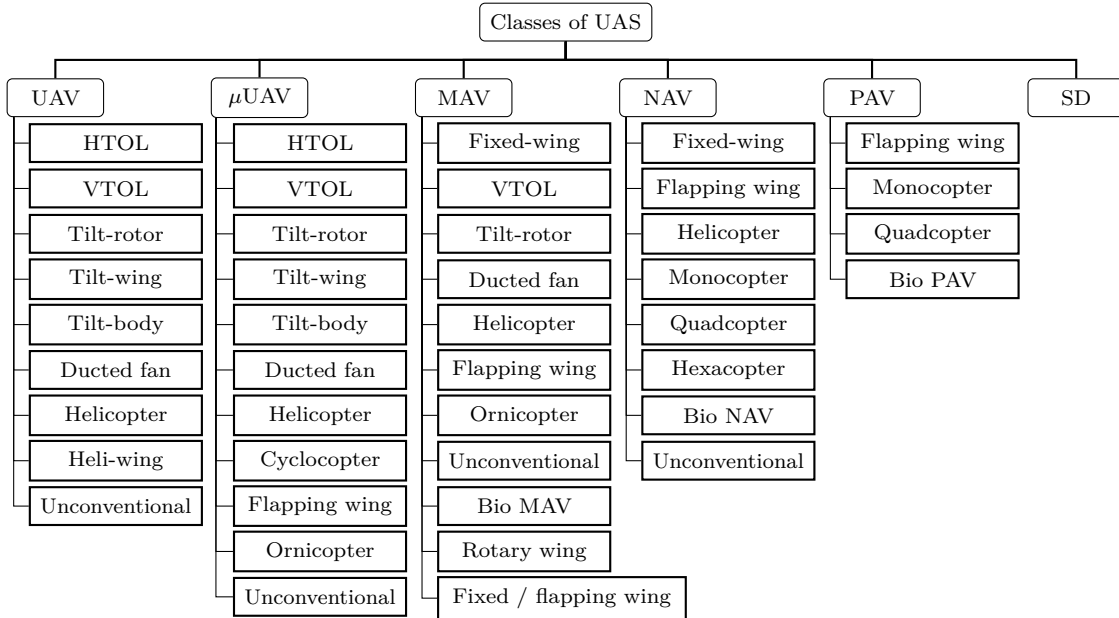 Classes of UAS
UAV
HTOL
VTOL
Tilt-rotor
Tilt-wing
Tilt-body
Ducted fan
Helicopter
Heli-wing
Unconventional
μUAV
HTOL
VTOL
Tilt-rotor
Tilt-wing
Tilt-body
Ducted fan
Helicopter
Cyclocopter
Flapping wing
Ornicopter
Unconventional
MAV
Fixed-wing
VTOL
Tilt-rotor
Ducted fan
Helicopter
Flapping wing
Ornicopter
Unconventional
Bio MAV
Rotary wing
Fixed / flapping wing
NAV
Fixed-wing
Flapping wing
Helicopter
Monocopter
Quadcopter
Hexacopter
Bio NAV
Unconventional
PAV
Flapping wing
Monocopter
Quadcopter
Bio PAV
SD